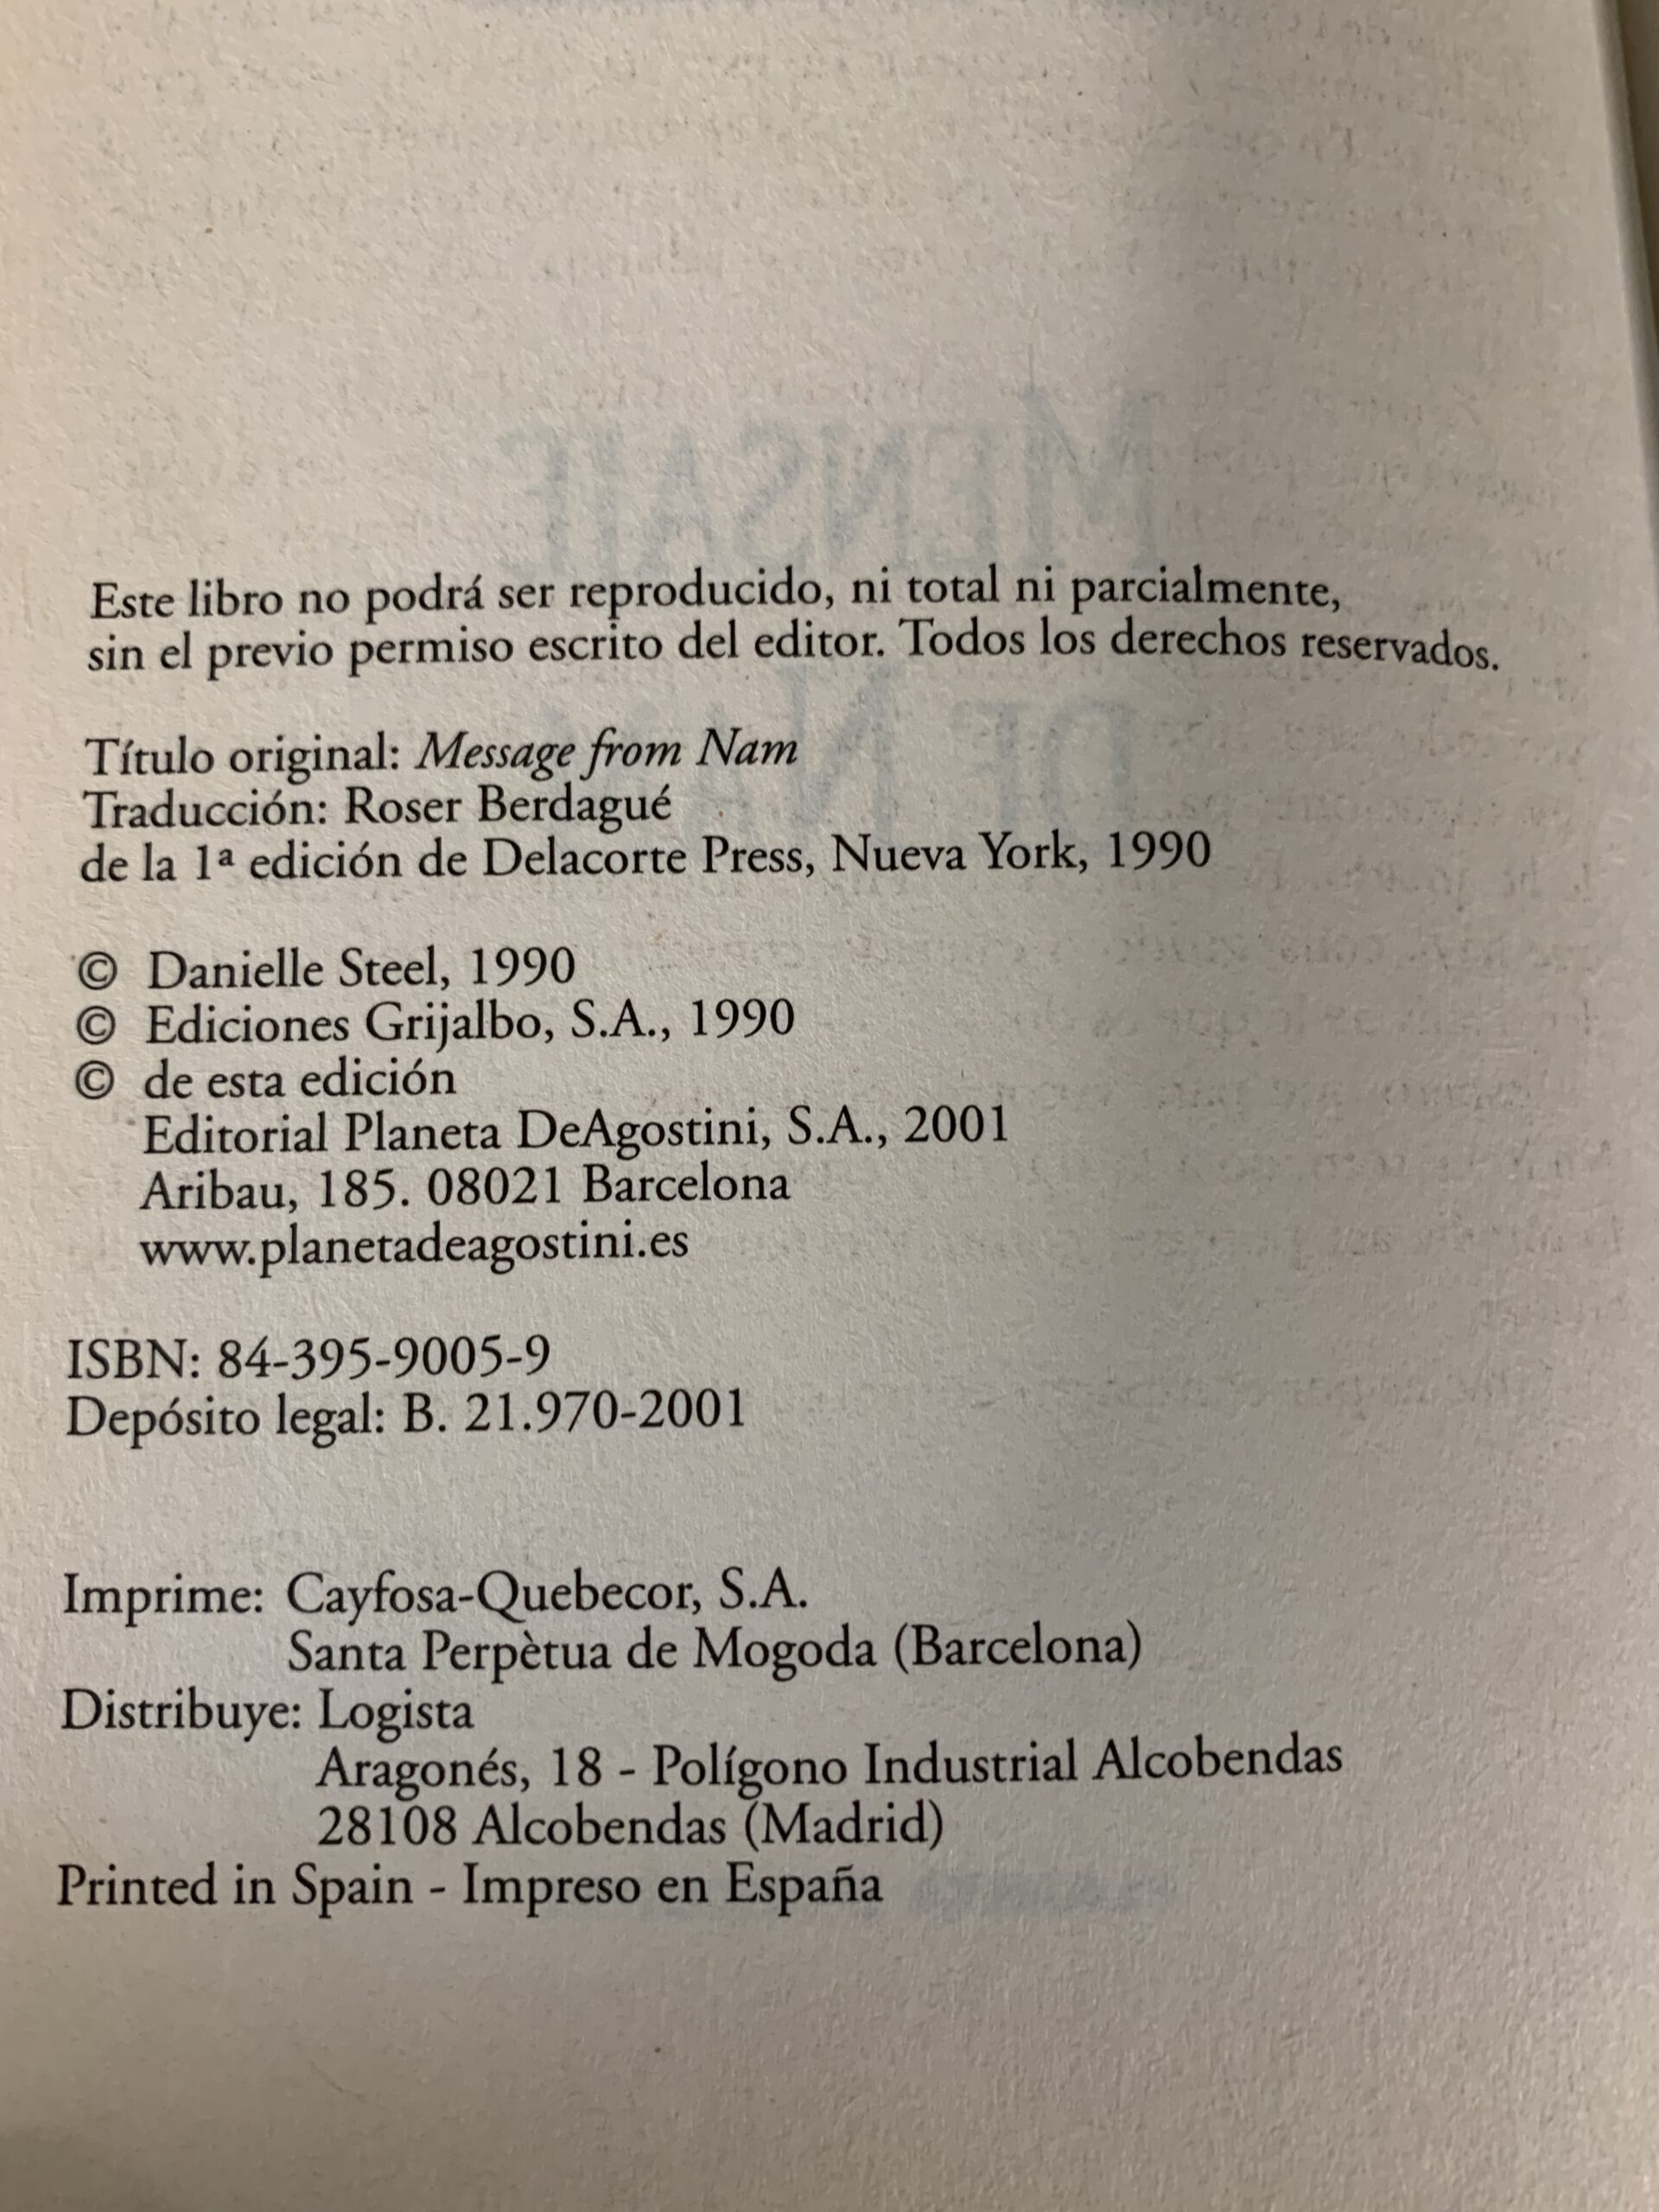 Este libro no podrá ser reproducido, ni total ni parcialmente,
sin el previo permiso escrito del editor. Todos los derechos reservados.
Título original: Message from Nam
Traducción: Roser Berdagué
de la 1ª edición de Delacorte Press, Nueva York, 1990
© Danielle Steel, 1990
© Ediciones Grijalbo, S.A., 1990
© de esta edición
Editorial Planeta DeAgostini, S.A., 2001
Aribau, 185. 08021 Barcelona
www.planetadeagostini.es
ISBN: 84-395-9005-9
Depósito legal: B. 21.970-2001
Imprime: Cayfosa-Quebecor, S.A.
Santa Perpètua de Mogoda (Barcelona)
Distribuye: Logista
Aragonés, 18 - Polígono Industrial Alcobendas
28108 Alcobendas (Madrid)
Printed in Spain - Impreso en España